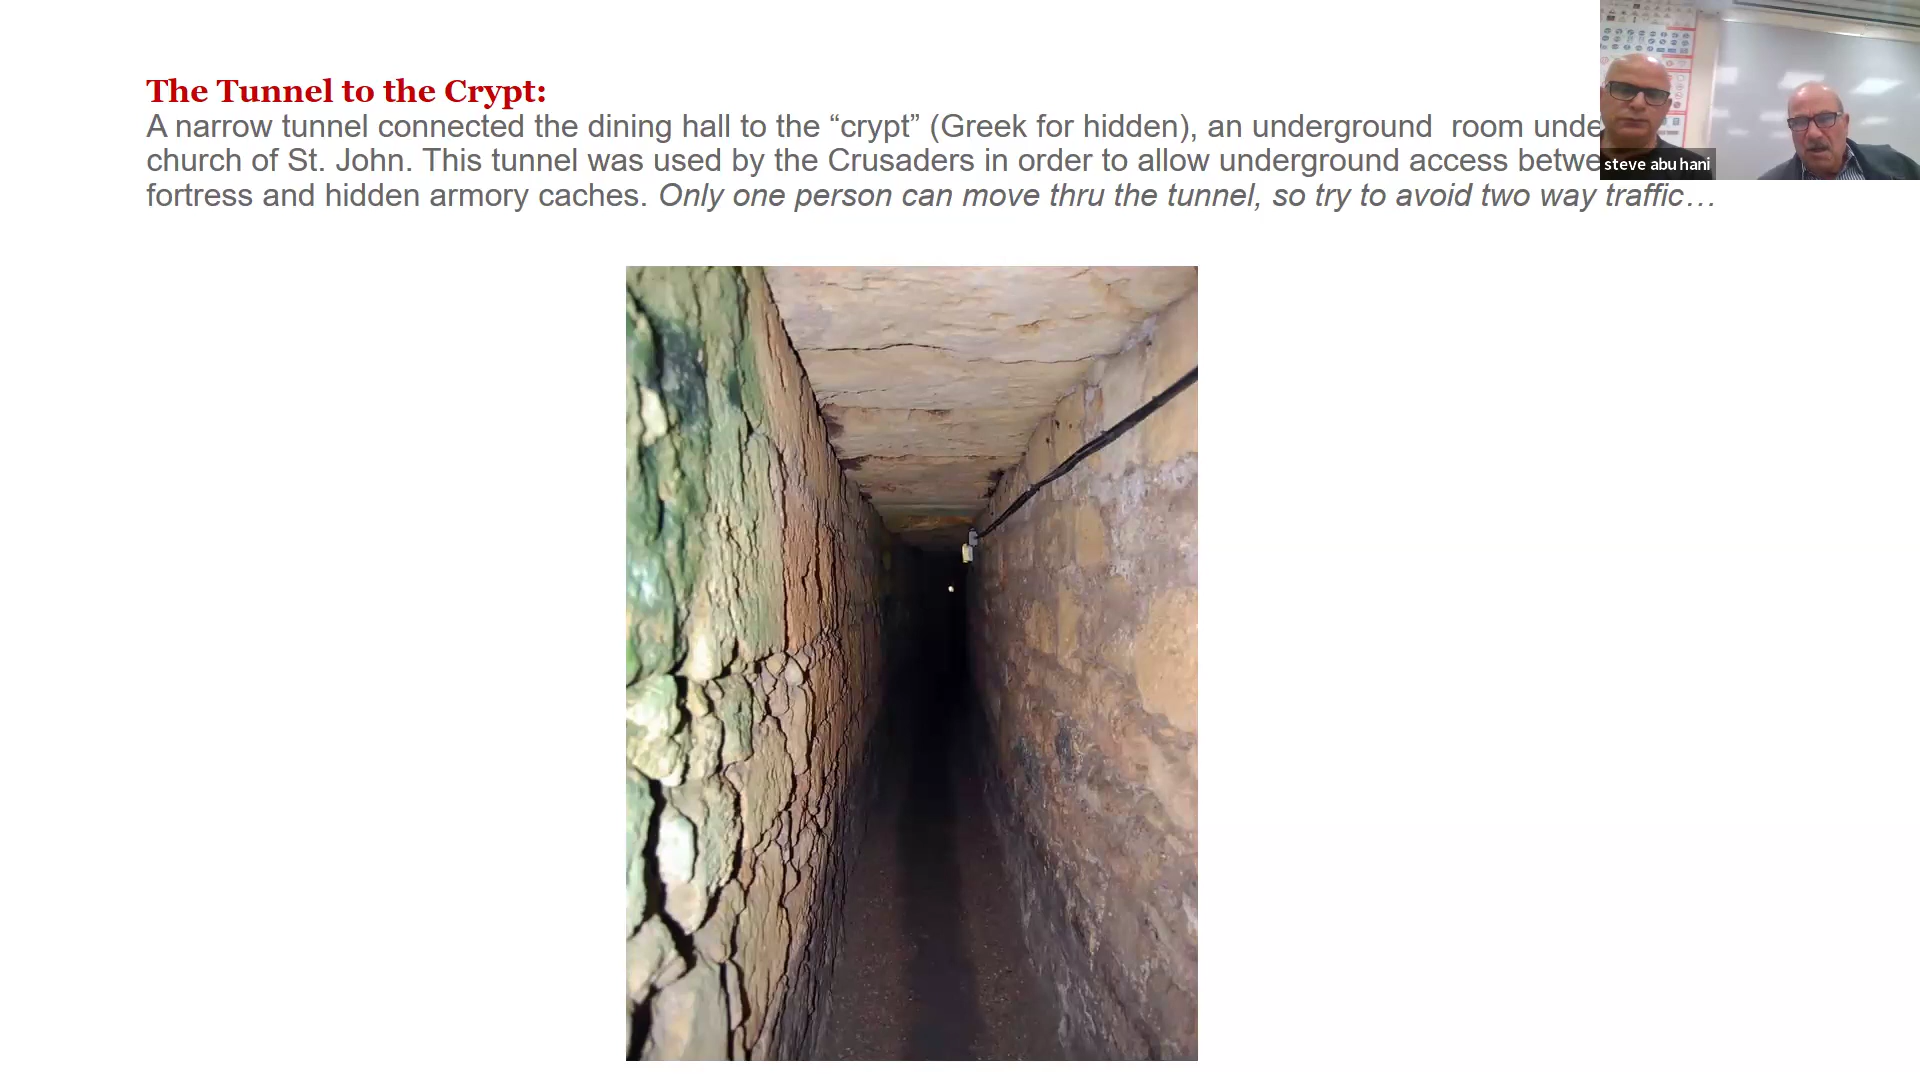 The Tunnel to the Crypt:
A narrow tunnel connected the dining hall to the “crypt” (Greek for hidden), an underground  room unde
church of St. John. This tunnel was used by the Crusaders in order to allow underground access betwe
steve abu hani
fortress and hidden armory caches. Only one person can move thru the tunnel, so try to avoid two way traffic…